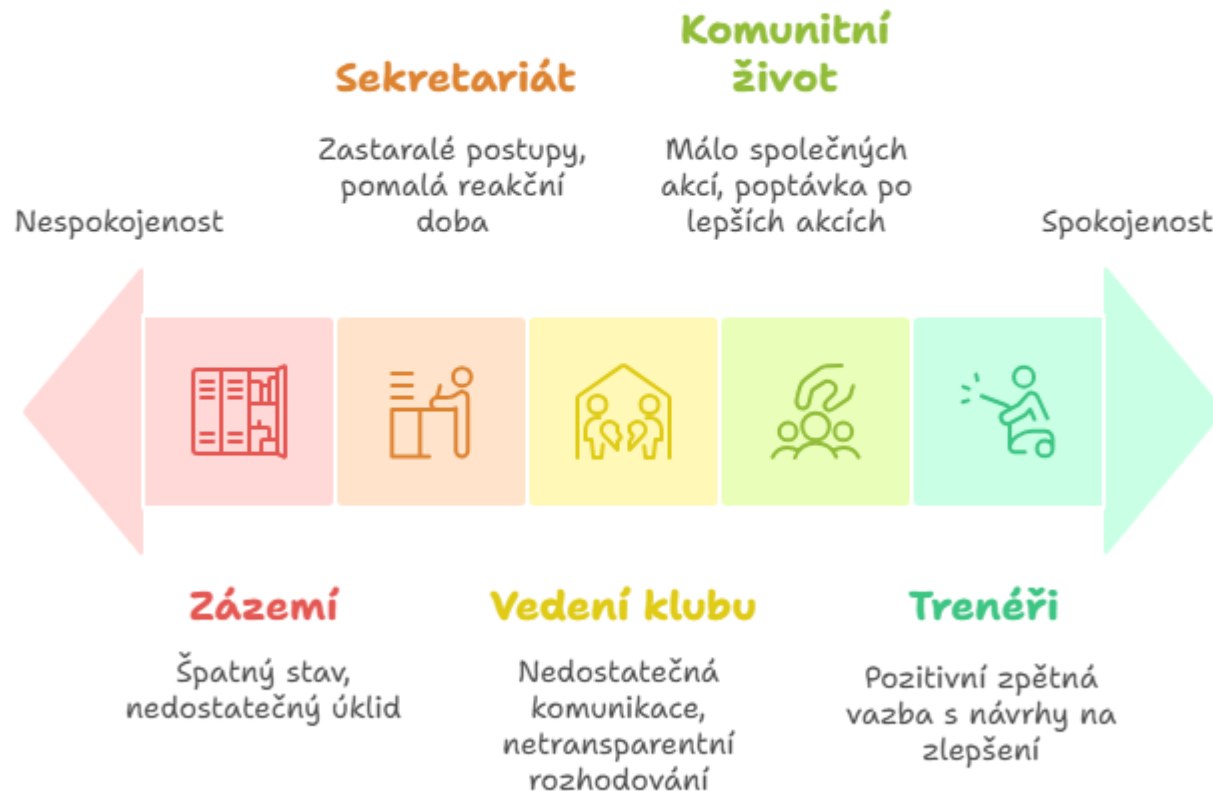 Komunitní
život
Sekretariát
Zastaralé postupy,
pomalá reakční
doba
Málo společných
akcí, poptávka po
lepších akcích
Nespokojenost
Spokojenost
Zázemí
Špatný stav,
nedostatečný úklid
Vedení klubu
Nedostatečná
komunikace,
netransparentní
rozhodování
Trenéři
Pozitivní zpětná
vazba s návrhy na
zlepšení